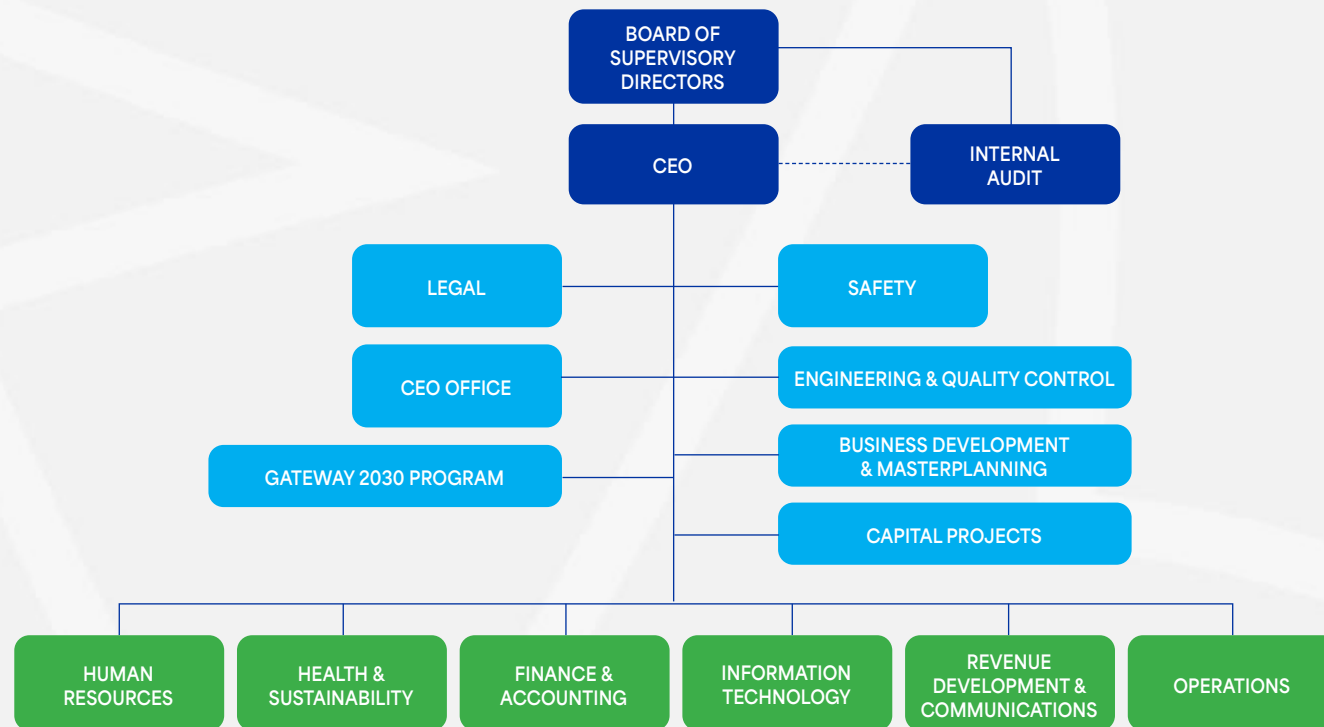 BOARD OF
SUPERVISORY
DIRECTORS
CEO
INTERNAL
AUDIT
LEGAL
SAFETY
CEO OFFICE
ENGINEERING & QUALITY CONTROL
GATEWAY 2030 PROGRAM
BUSINESS DEVELOPMENT
& MASTERPLANNING
CAPITAL PROJECTS
HUMAN
RESOURCES
HEALTH &
SUSTAINABILITY
FINANCE &
ACCOUNTING
INFORMATION
TECHNOLOGY
REVENUE
DEVELOPMENT &
COMMUNICATIONS
OPERATIONS